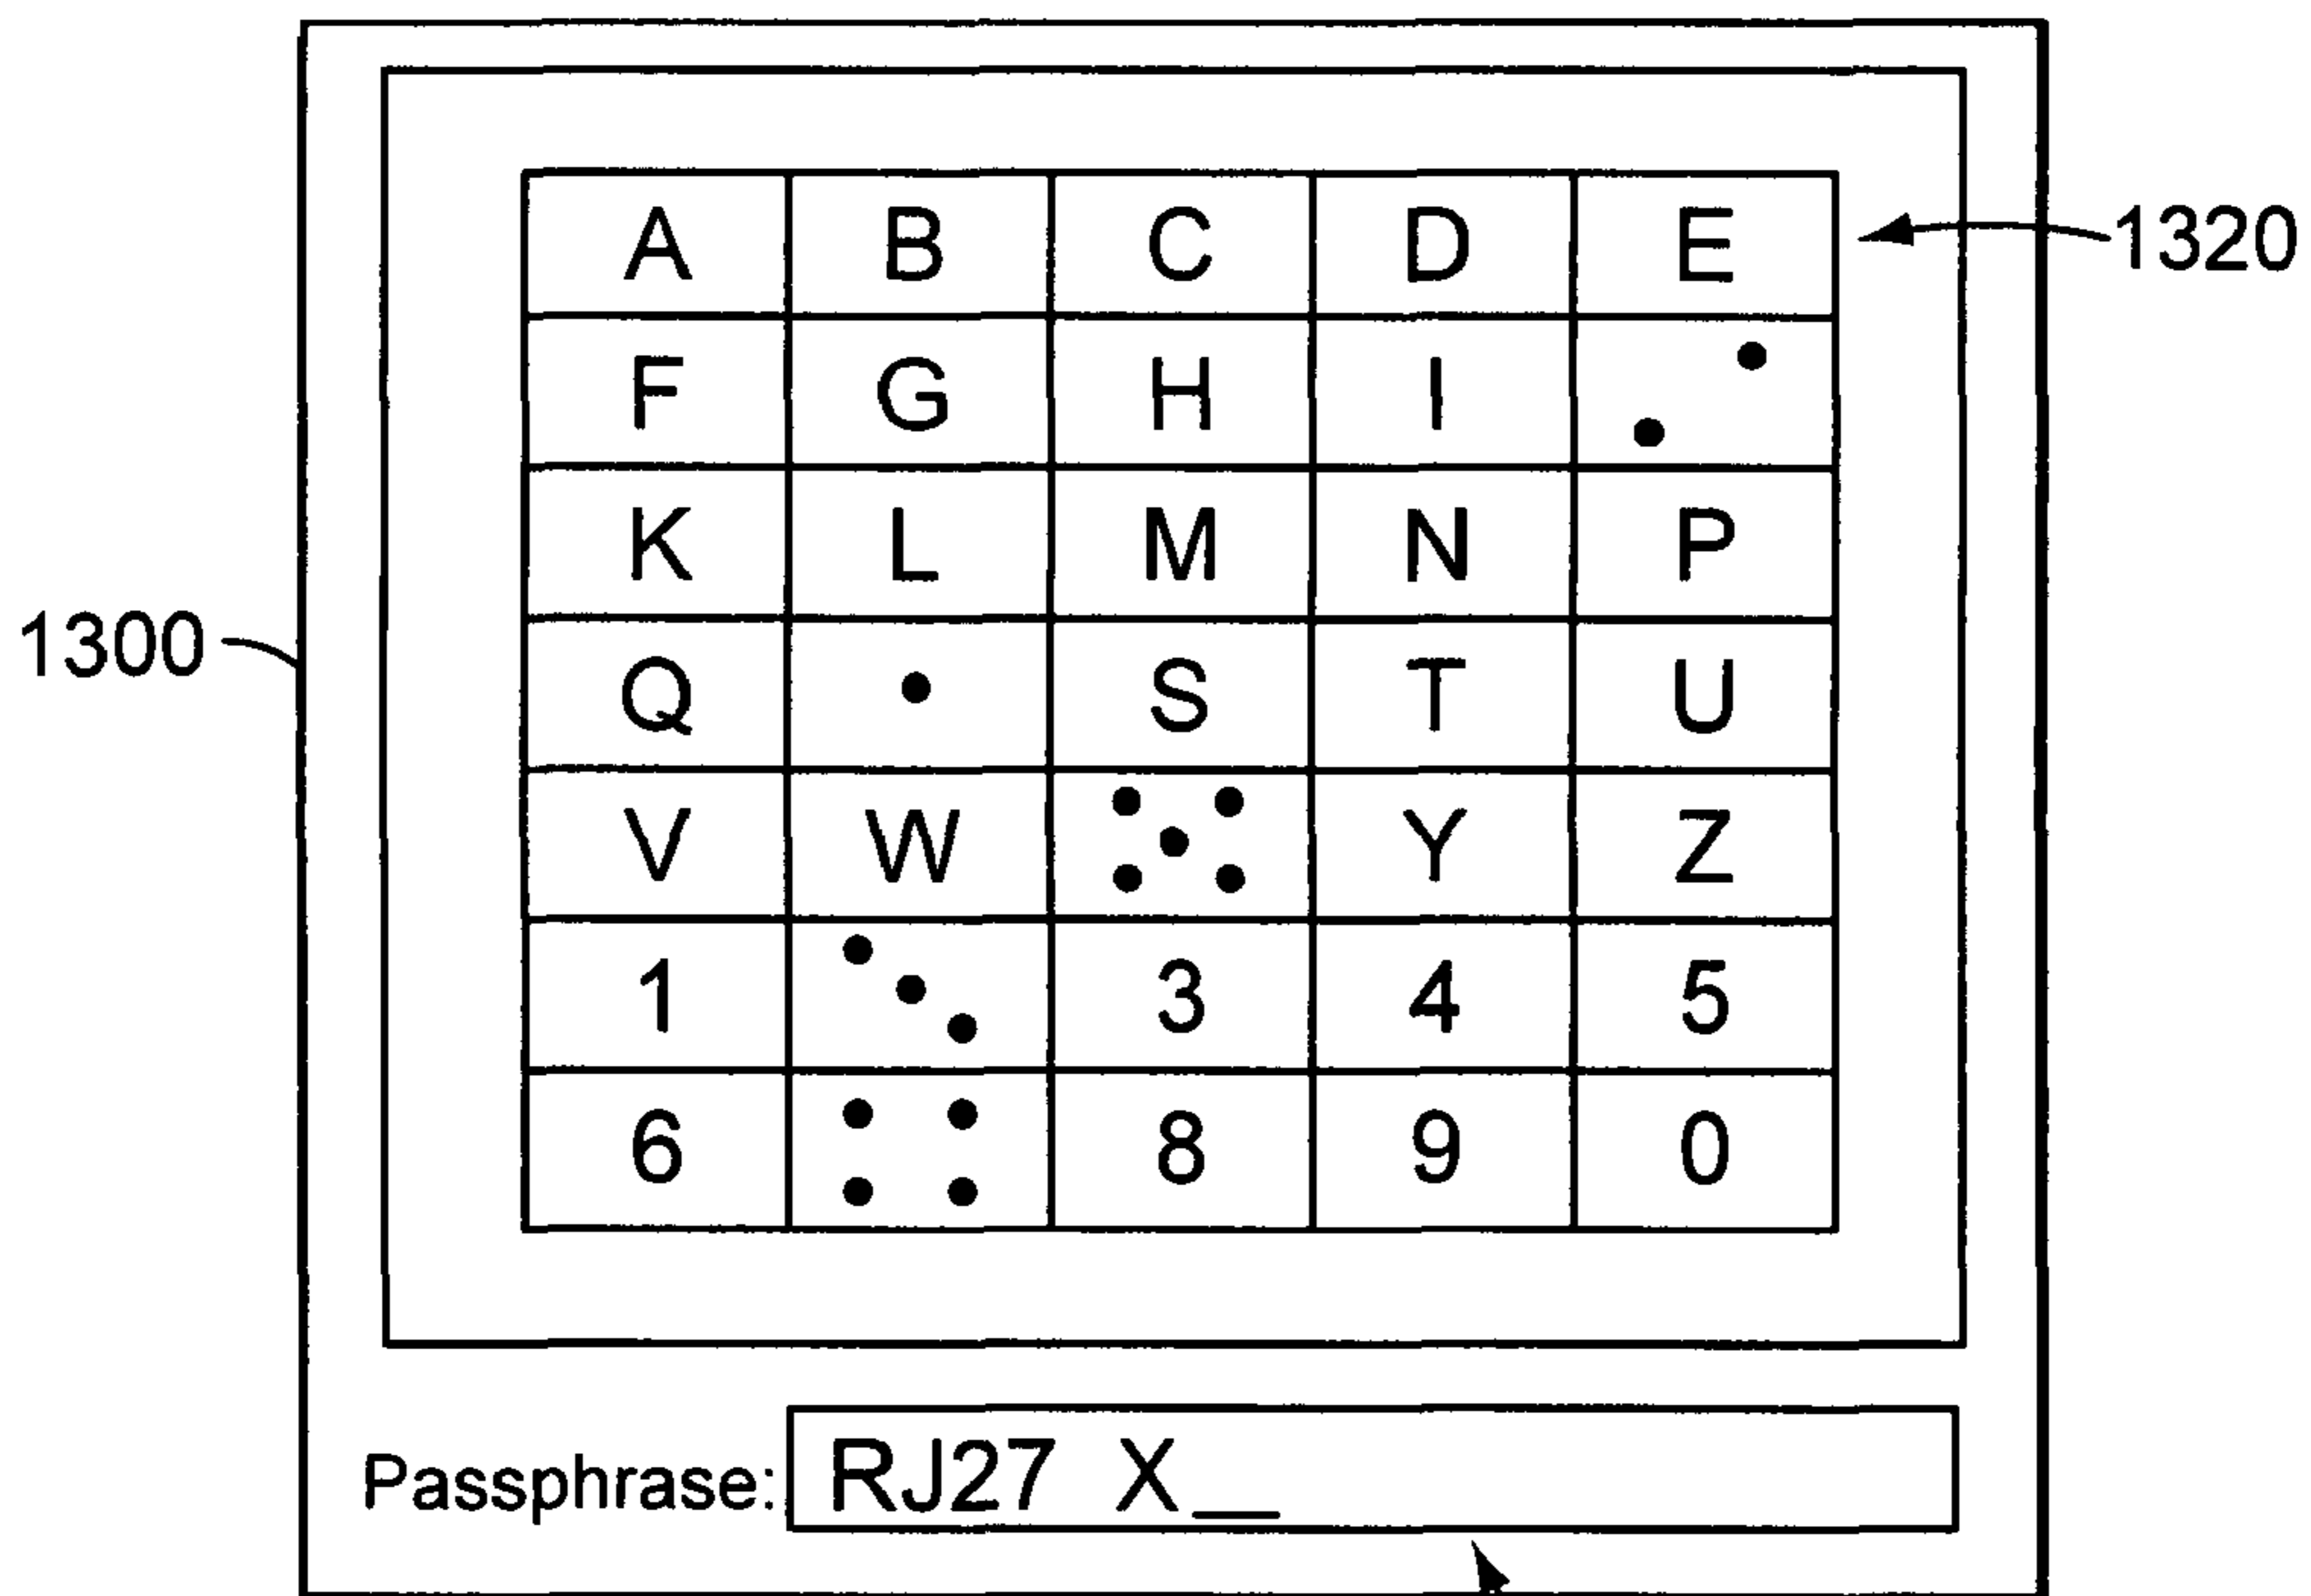 A B C D E
1320
F G H I
K L M N P
1300
Q • S T U
V W Y Z
1 3 4 5
6 8 9 0
Passphrase: RJ27 X__